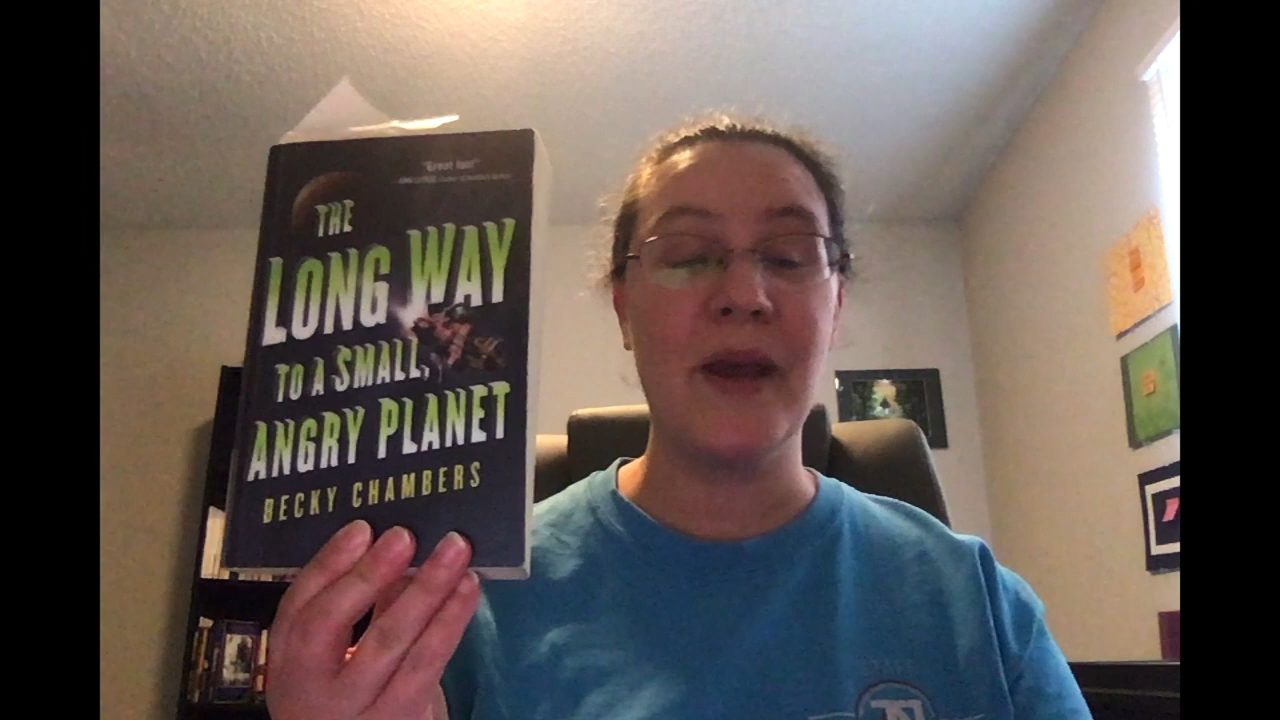 "Great fun!"
THE
LONG WAY
TO A SMALL,
ANGRY PLANET
BECKY CHAMBERS